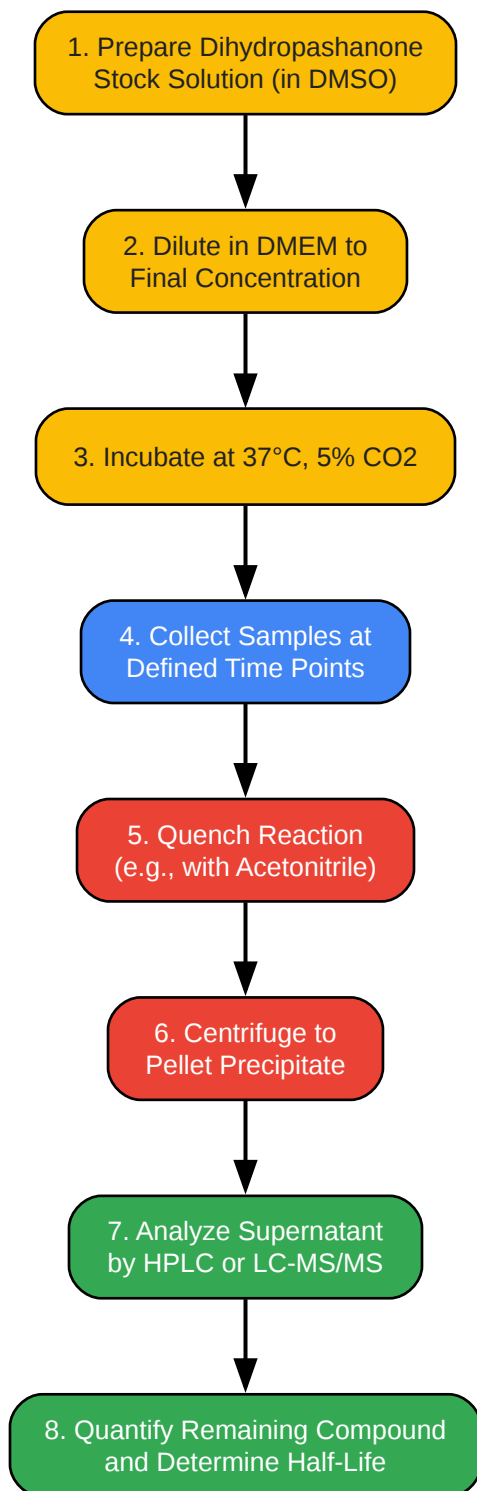 1. Prepare Dihydropashanone
Stock Solution (in DMSO)
2. Dilute in DMEM to
Final Concentration
3. Incubate at 37°C, 5% CO2
4. Collect Samples at
Defined Time Points
5. Quench Reaction
(e.g., with Acetonitrile)
6. Centrifuge to
Pellet Precipitate
7. Analyze Supernatant
by HPLC or LC-MS/MS
8. Quantify Remaining Compound
and Determine Half-Life